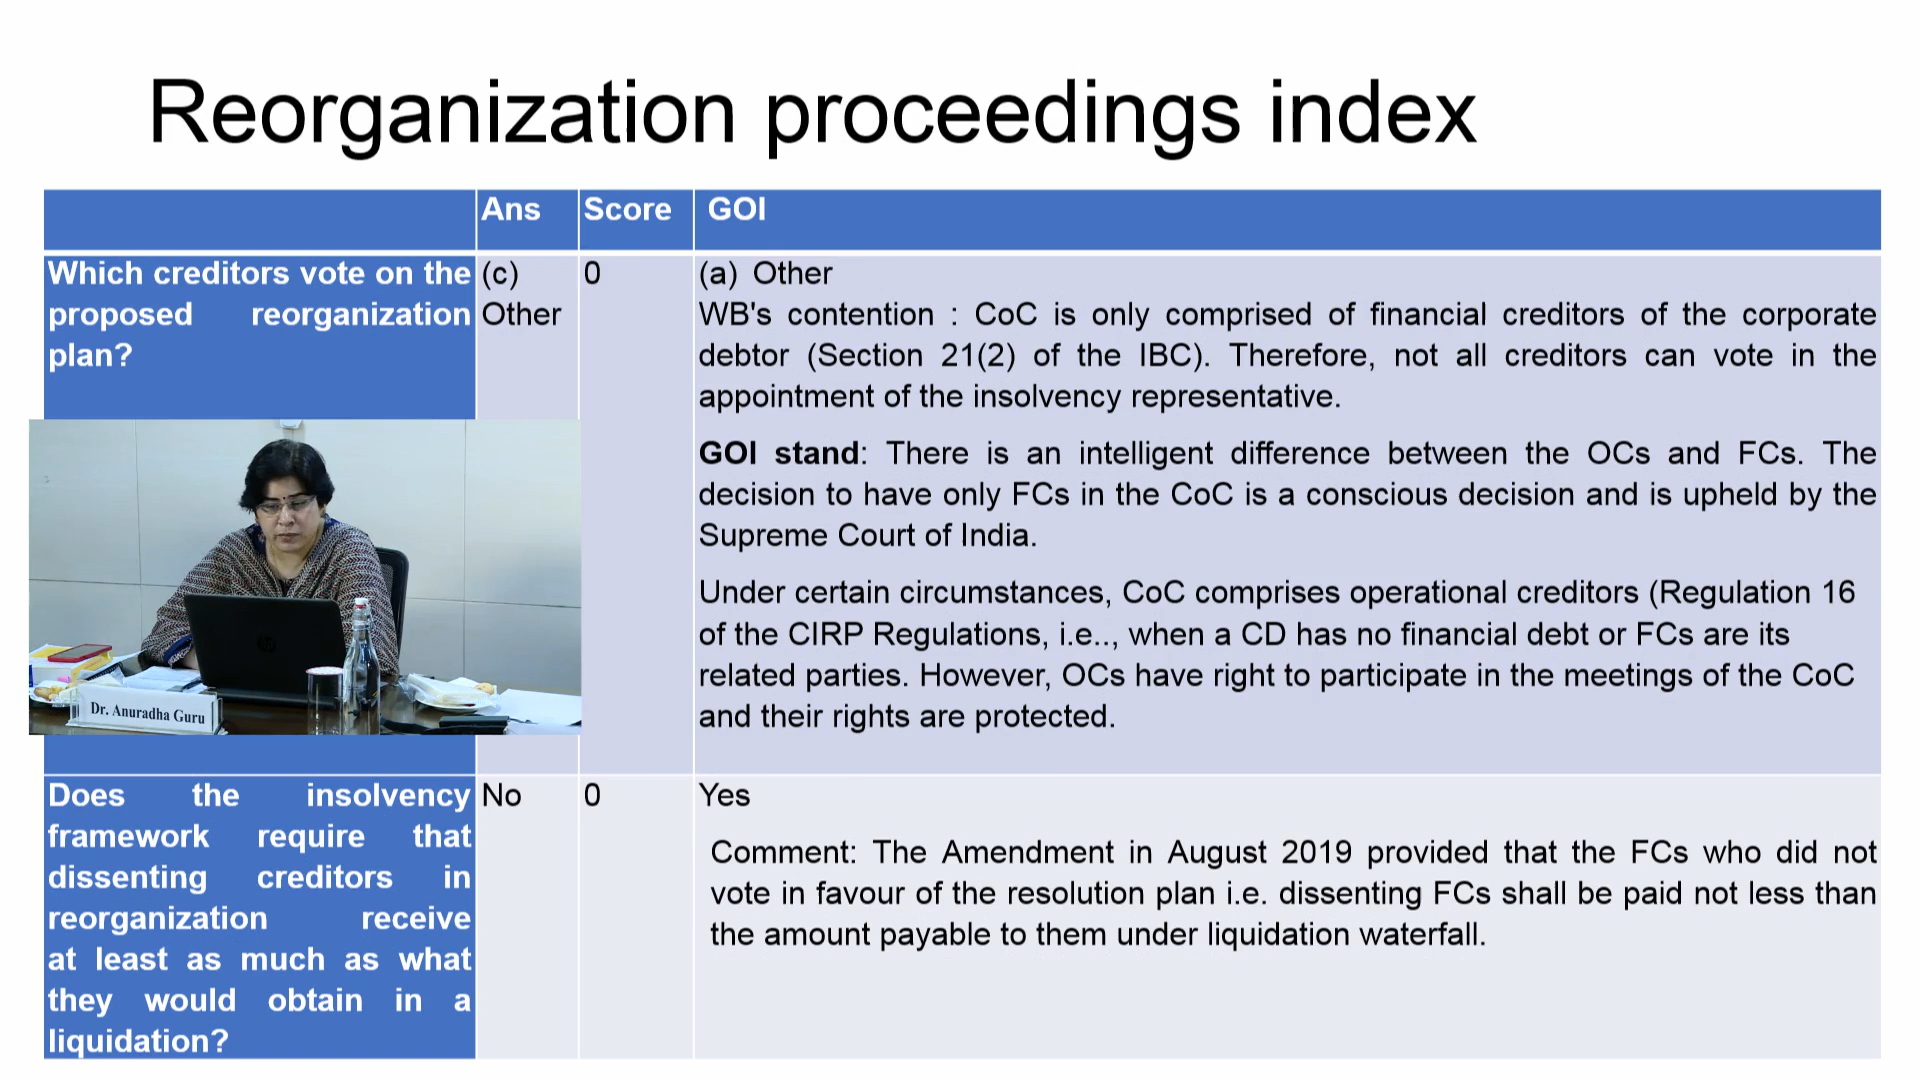 Reorganization proceedings index
Ans
Score
GOI
Which creditors vote on the
proposed reorganization
plan?
(c)
Other
0
(a) Other
WB's contention : CoC is only comprised of financial creditors of the corporate
debtor (Section 21(2) of the IBC). Therefore, not all creditors can vote in the
appointment of the insolvency representative.
GOI stand: There is an intelligent difference between the OCs and FCs. The
decision to have only FCs in the CoC is a conscious decision and is upheld by the
Supreme Court of India.
Under certain circumstances, CoC comprises operational creditors (Regulation 16
of the CIRP Regulations, i.e.., when a CD has no financial debt or FCs are its
related parties. However, OCs have right to participate in the meetings of the CoC
and their rights are protected.
Dr. Anuradha Guru
Does the insolvency
framework require that
dissenting creditors in
reorganization receive
at least as much as what
they would obtain in a
liquidation?
No
0
Yes
Comment: The Amendment in August 2019 provided that the FCs who did not
vote in favour of the resolution plan i.e. dissenting FCs shall be paid not less than
the amount payable to them under liquidation waterfall.